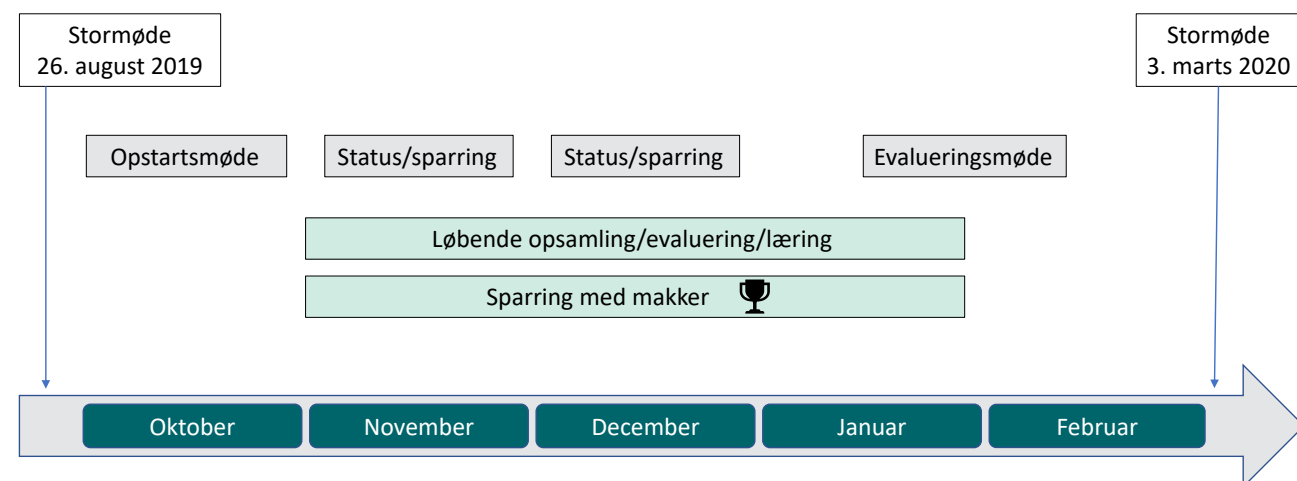 Stormøde
26. august 2019
Stormøde
3. marts 2020
Opstartsmøde
Status/sparring
Status/sparring
Evalueringsmøde
Løbende opsamling/evaluering/læring
Sparring med makker
Oktober
November
December
Januar
Februar